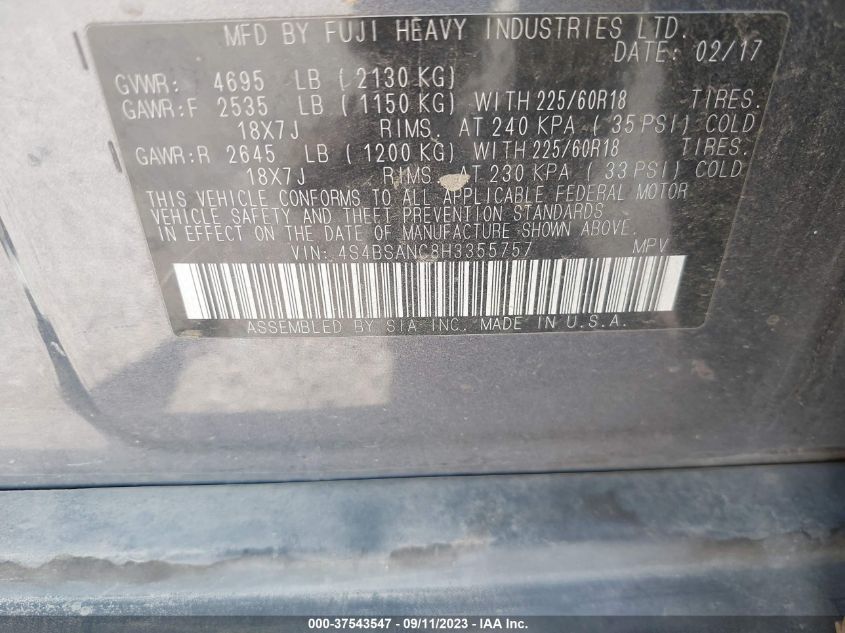 MFD BY FUJI HEAVY INDUSTRIES LTD.
DATE: 02/17
GVWR: 4695 LB ( 2130 KG)
GAWR:F 2535 LB ( 1150 KG) WITH 225/60R18 TIRES.
18X7J RIMS. AT 240 KPA ( 35 PSI) COLD
GAWR:R 2645 LB ( 1200 KG) WITH 225/60R18 TIRES.
18X7J RIMS. AT 230 KPA ( 33 PSI) COLD
THIS VEHICLE CONFORMS TO ALL APPLICABLE FEDERAL MOTOR
VEHICLE SAFETY AND THEFT PREVENTION STANDARDS
IN EFFECT ON THE DATE OF MANUFACTURE SHOWN ABOVE.
VIN: 4S4BSANC8H3355757 MPV
ASSEMBLED BY SIA INC. MADE IN U.S.A.
000-37543547 - 09/11/2023 - IAA Inc.